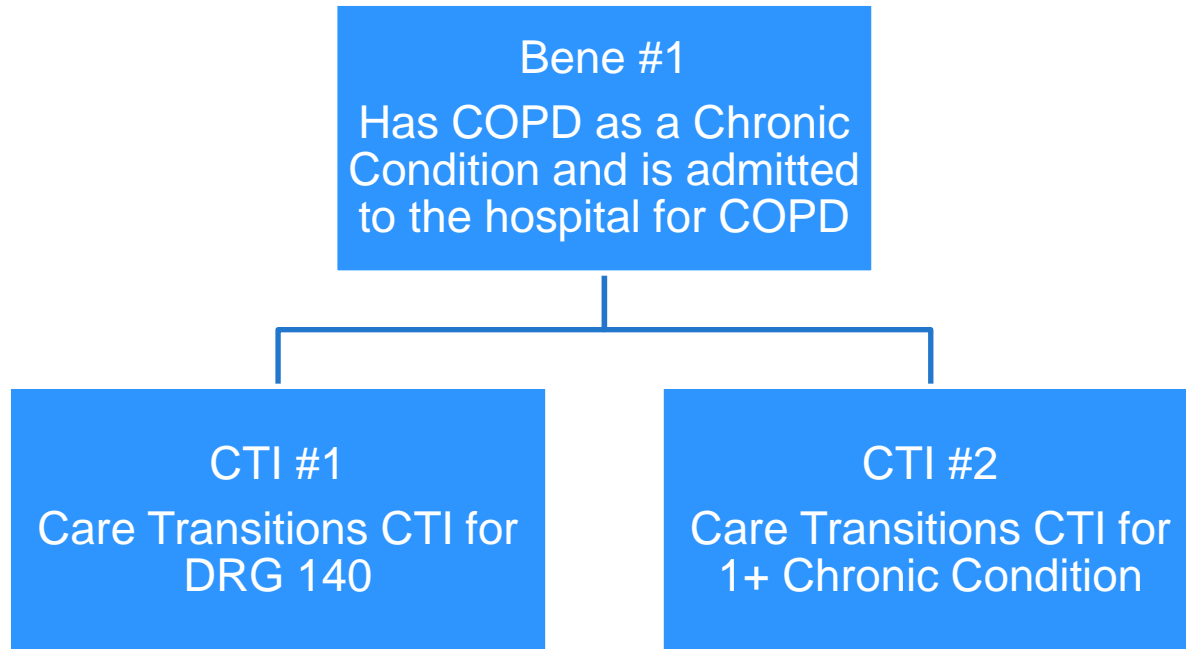 Bene #1
Has COPD as a Chronic
Condition and is admitted
to the hospital for COPD
CTI #1
Care Transitions CTI for
DRG 140
CTI #2
Care Transitions CTI for
1+ Chronic Condition